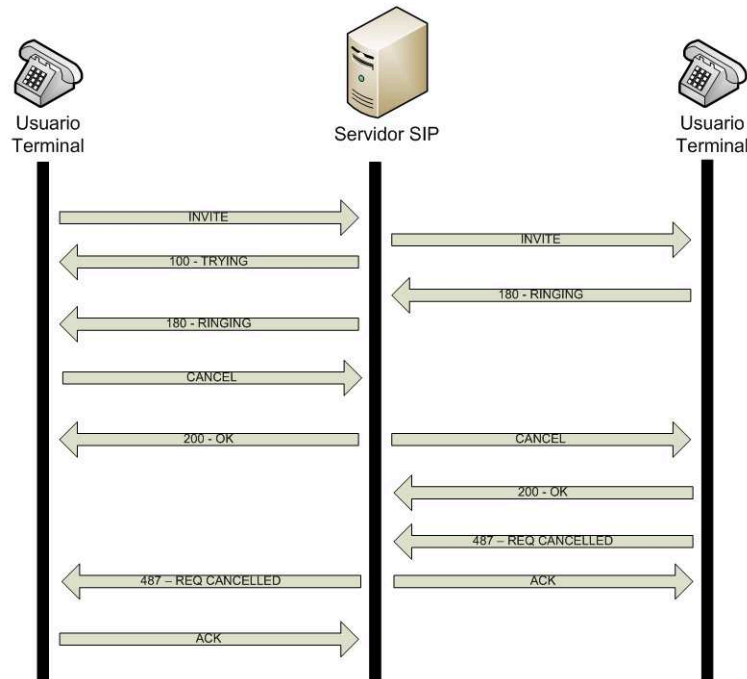 Usuario
Terminal
Servidor SIP
Usuario
Terminal
INVITE
INVITE
100 - TRYING
180 - RINGING
180 - RINGING
CANCEL
200 - OK
CANCEL
200 - OK
487 – REQ CANCELLED
487 – REQ CANCELLED
ACK
ACK